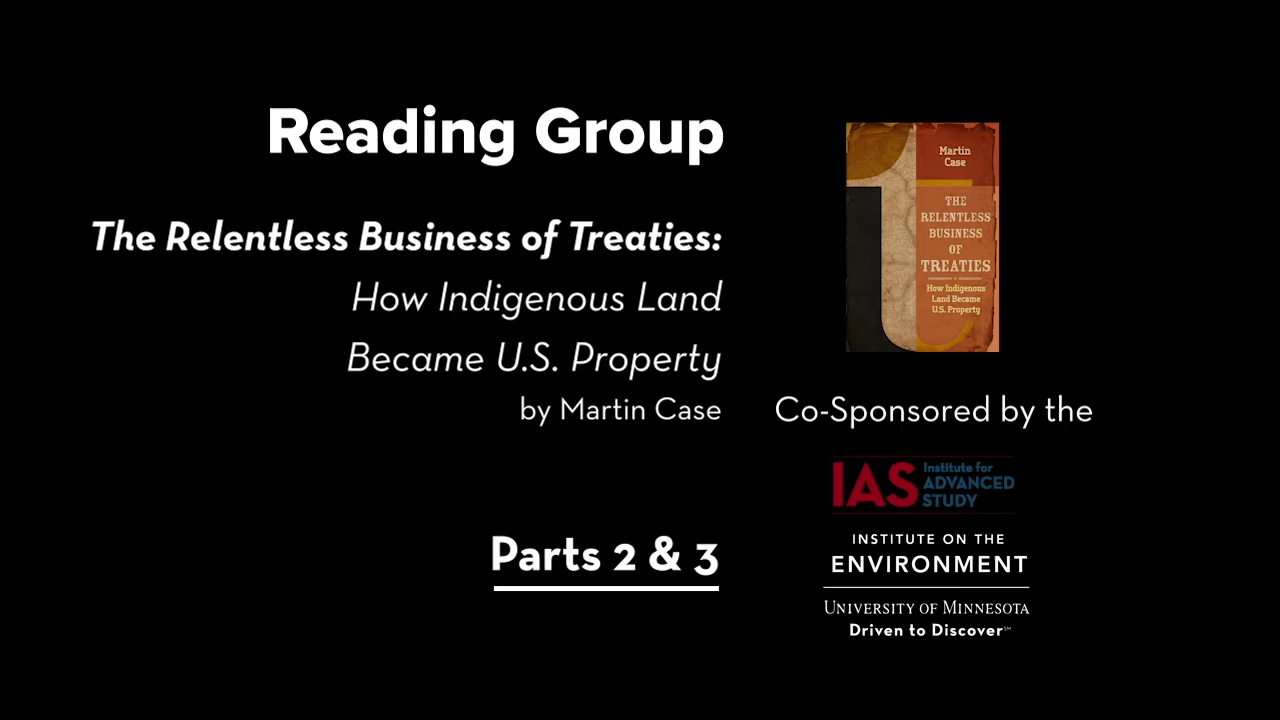 Reading Group
The Relentless Business of Treaties:
How Indigenous Land
Became U.S. Property
by Martin Case
Parts 2 & 3
Martin
Case
THE
RELENTLESS
BUSINESS
OF
TREATIES
How Indigenous
Land Became
U.S. Property
Co-Sponsored by the
IAS Institute for
ADVANCED
STUDY
INSTITUTE ON THE
ENVIRONMENT
UNIVERSITY OF MINNESOTA
Driven to Discover℠